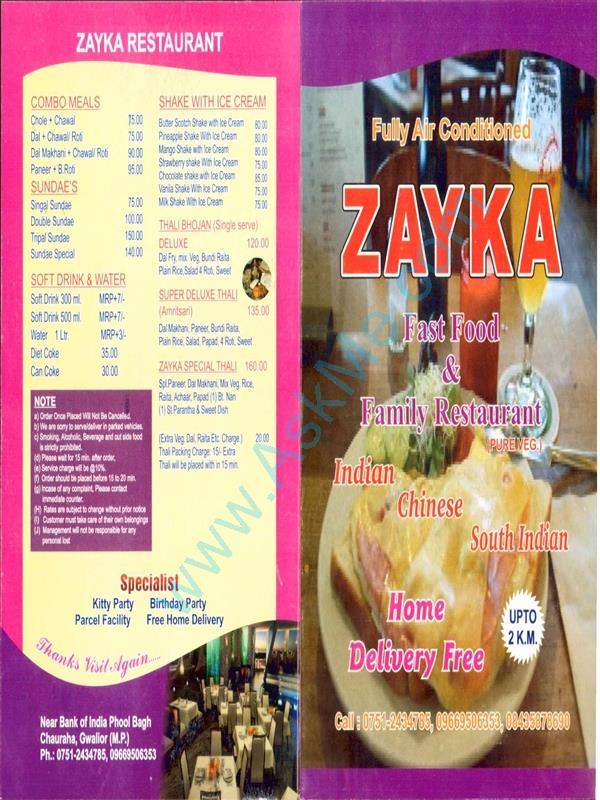 ZAYKA RESTAURANT
COMBO MEALS
Chole + Chawal 75.00
Dal + Chawal/ Roti 75.00
Dal Makhani + Chawal/ Roti 90.00
Paneer + B.Roti 95.00
SUNDAE'S
Singal Sundae 75.00
Double Sundae 100.00
Tripal Sundae 150.00
Sundae Special 140.00
SOFT DRINK & WATER
Soft Drink 300 ml. MRP+7/-
Soft Drink 500 ml. MRP+7/-
Water 1 Ltr. MRP+3/-
Diet Coke 35.00
Can Coke 30.00
NOTE
a) Order Once Placed Will Not Be Cancelled.
b) We are sorry to serve/deliver in parked vehicles.
c) Smoking, Alcoholic, Beverage and out side food
is strictly prohibited.
(d) Please wait for 15 min. after order,
(e) Service charge will be @10%.
(f) Order should be placed before 15 to 20 min.
(g) Incase of any complaint, Please contact
immediate counter.
(H) Rates are subject to change without prior notice
(I) Customer must take care of their own belongings
(J) Management will not be responsible for any
personal lost
SHAKE WITH ICE CREAM
Butter Scotch Shake with Ice Cream 80.00
Pineapple Shake With Ice Cream 80.00
Mango Shake with Ice Cream 80.00
Strawberry shake With Ice Cream 75.00
Chocolate shake with Ice Cream 85.00
Vanila Shake With Ice Cream 75.00
Milk Shake With Ice Cream 75.00
THALI BHOJAN (Single serve)
DELUXE 120.00
Dal Fry, mix. Veg, Bundi Raita
Plain Rice,Salad 4 Roti, Sweet
SUPER DELUXE THALI
(Amritsari) 135.00
Dal Makhani, Paneer, Bundi Raita,
Plain Rice, Salad, Papad, 4 Roti, Sweet
ZAYKA SPECIAL THALI 160.00
Spl.Paneer, Dal Makhani, Mix Veg. Rice,
Raita, Achaar, Papad (1) Bt. Nan
(1) St.Parantha & Sweet Dish
(Extra Veg. Dal, Raita Etc. Charge.) 20.00
Thali Packing Charge: 15/- Extra
Thali will be placed with in 15 min.
Specialist
Kitty Party Birthday Party
Parcel Facility Free Home Delivery
Thanks Visit Again......
Near Bank of India Phool Bagh
Chauraha, Gwalior (M.P.)
Ph.: 0751-2434785, 09669506353
Fully Air Conditioned
ZAYKA
Fast Food
&
Family Restaurant
(PURE VEG.)
Indian
Chinese
South Indian
Home
Delivery Free
UPTO
2 K.M.
Call : 0751-2434785, 09669506353, 08435878690
www.AskMe.com